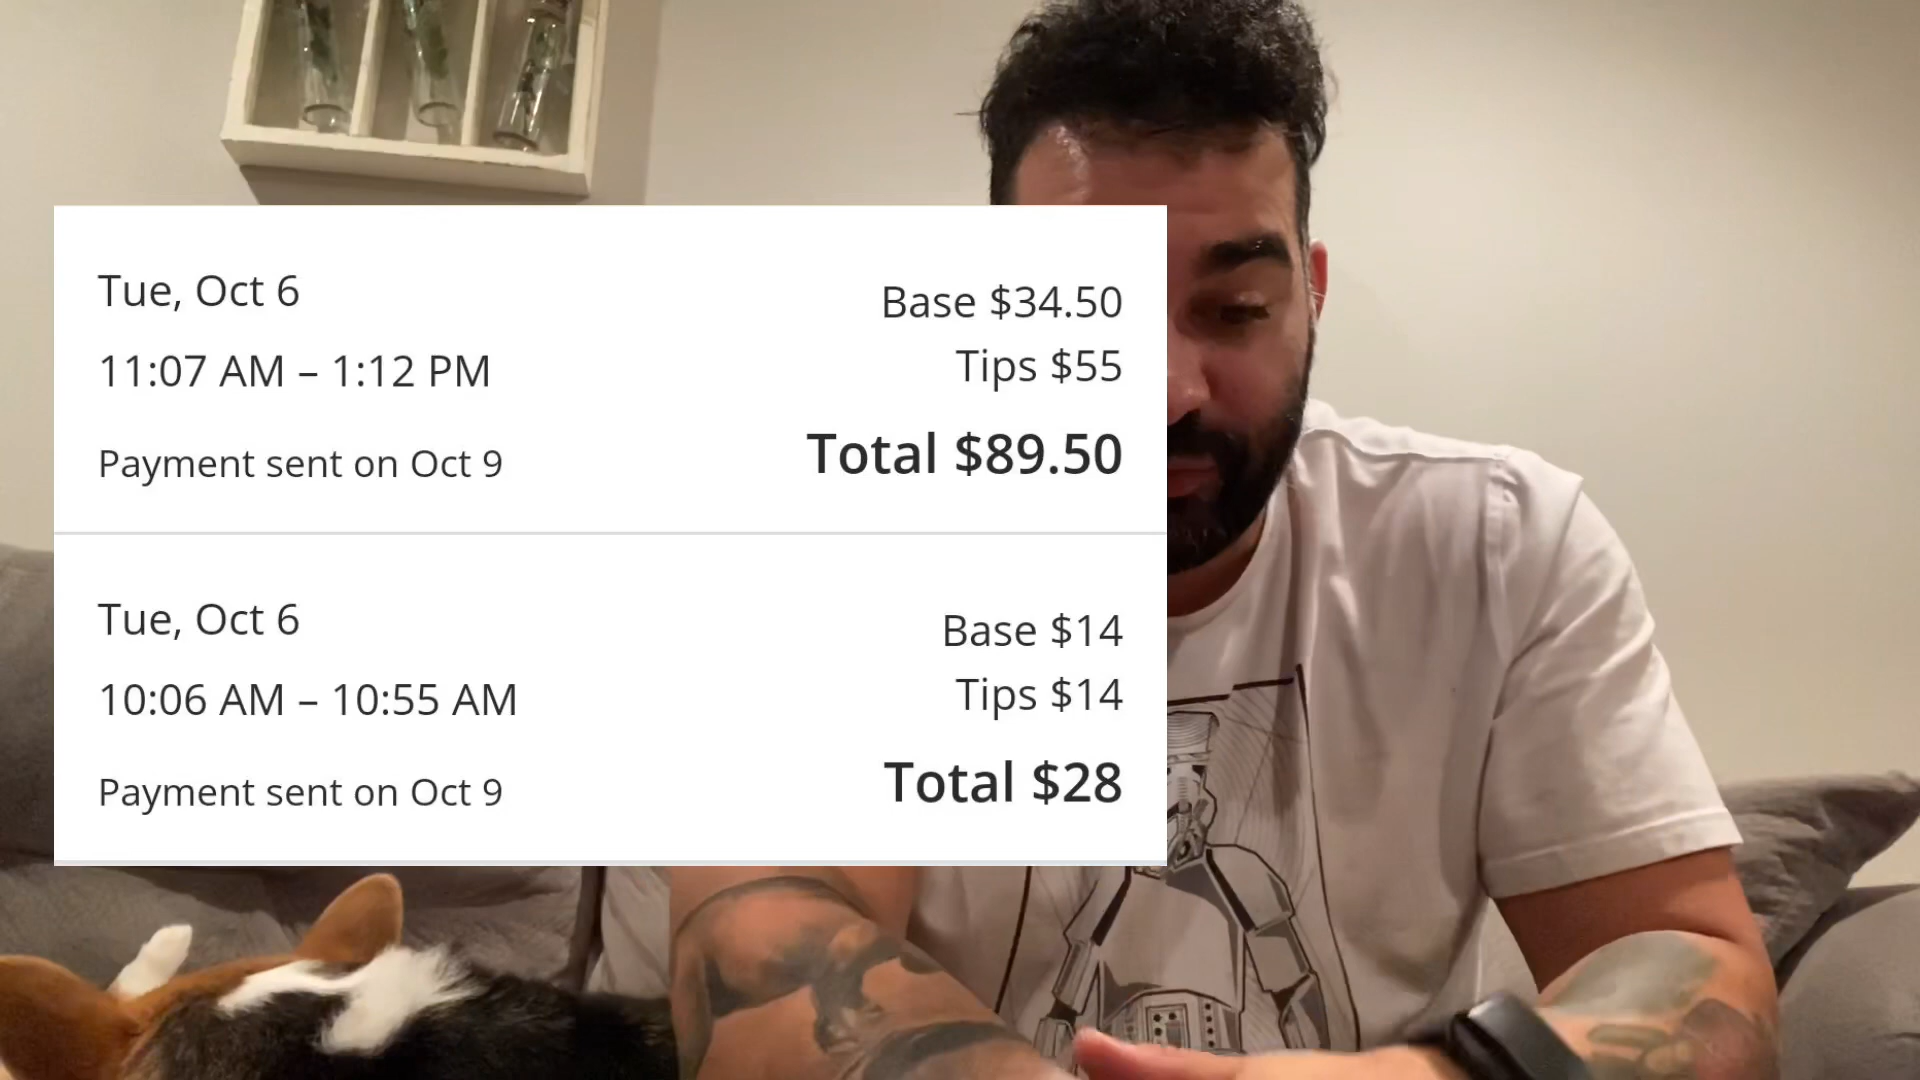 Tue, Oct 6
11:07 AM – 1:12 PM
Payment sent on Oct 9
Base $34.50
Tips $55
Total $89.50
Tue, Oct 6
10:06 AM – 10:55 AM
Payment sent on Oct 9
Base $14
Tips $14
Total $28